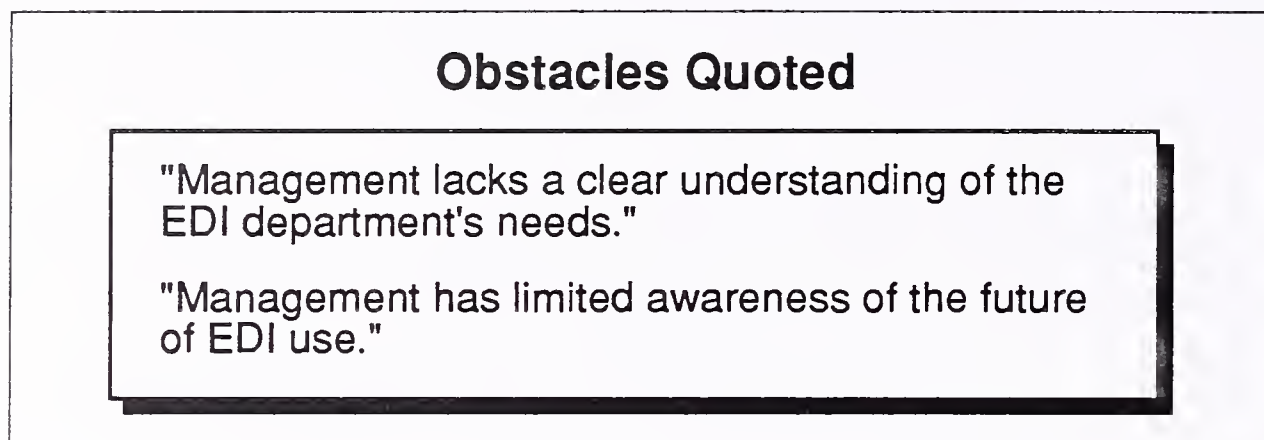 Obstacles Quoted
"Management lacks a clear understanding of the
EDI department's needs."
"Management has limited awareness of the future
of EDI use."